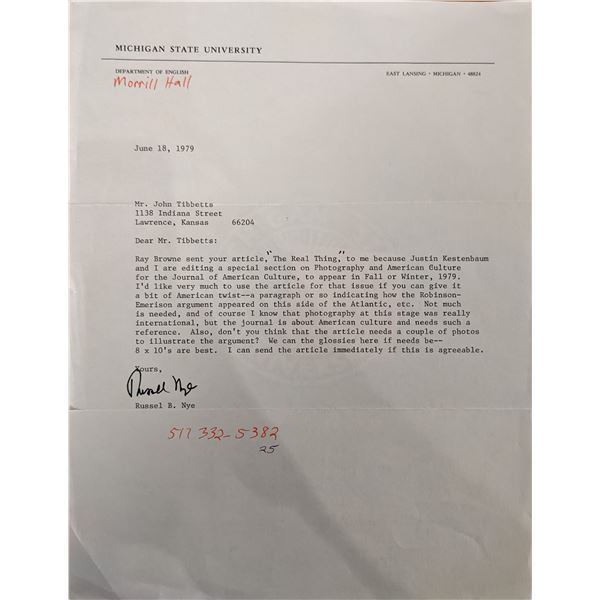 MICHIGAN STATE UNIVERSITY
DEPARTMENT OF ENGLISH
EAST LANSING · MICHIGAN · 48824
Morrill Hall
June 18, 1979
Mr. John Tibbetts
1138 Indiana Street
Lawrence, Kansas 66204
Dear Mr. Tibbetts:
Ray Browne sent your article, "The Real Thing," to me because Justin Kestenbaum
and I are editing a special section on Photography and American Culture
for the Journal of American Culture, to appear in Fall or Winter, 1979.
I'd like very much to use the article for that issue if you can give it
a bit of American twist--a paragraph or so indicating how the Robinson-
Emerison argument appeared on this side of the Atlantic, etc. Not much
is needed, and of course I know that photography at this stage was really
international, but the journal is about American culture and needs such a
reference. Also, don't you think that the article needs a couple of photos
to illustrate the argument? We can the glossies here if needs be--
8 x 10's are best. I can send the article immediately if this is agreeable.
Yours,
Russel Nye
Russel B. Nye
517 332-5382
25